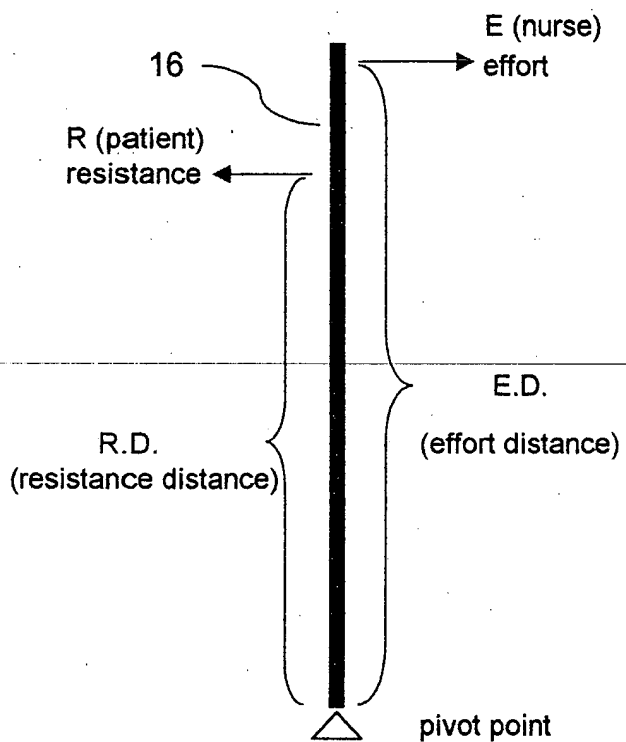 E (nurse)
effort
16
R (patient)
resistance
E.D.
(effort distance)
R.D.
(resistance distance)
pivot point